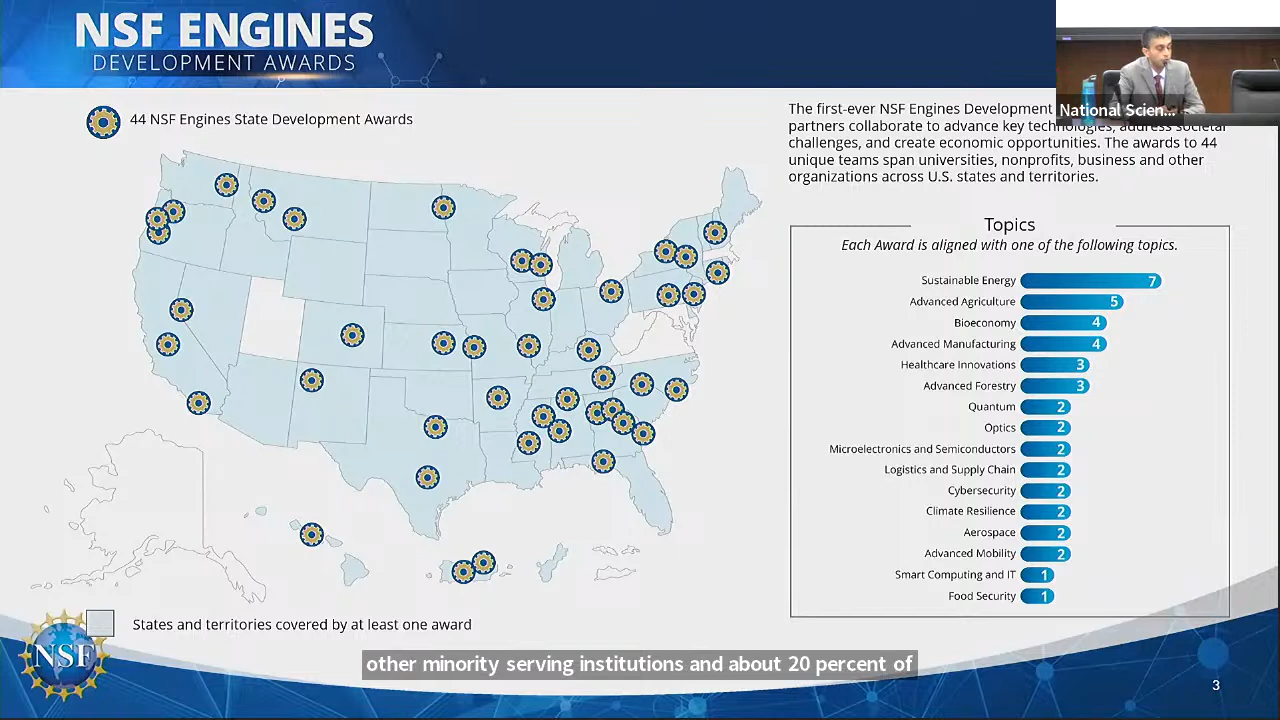 NSF ENGINES
DEVELOPMENT AWARDS
National Scien...
44 NSF Engines State Development Awards
The first-ever NSF Engines Development
partners collaborate to advance key technologies, address societal
challenges, and create economic opportunities. The awards to 44
unique teams span universities, nonprofits, business and other
organizations across U.S. states and territories.
Topics
Each Award is aligned with one of the following topics.
Sustainable Energy 7
Advanced Agriculture 5
Bioeconomy 4
Advanced Manufacturing 4
Healthcare Innovations 3
Advanced Forestry 3
Quantum 2
Optics 2
Microelectronics and Semiconductors 2
Logistics and Supply Chain 2
Cybersecurity 2
Climate Resilience 2
Aerospace 2
Advanced Mobility 2
Smart Computing and IT 1
Food Security 1
States and territories covered by at least one award
NSF
other minority serving institutions and about 20 percent of
3